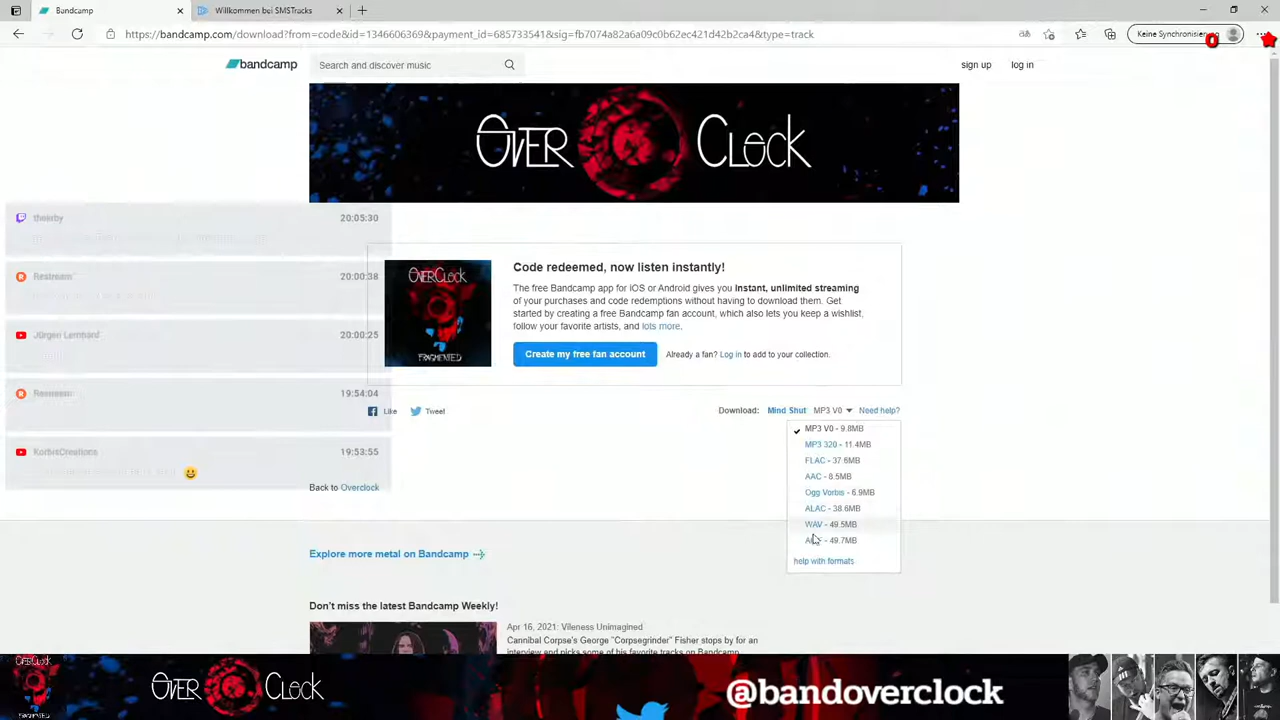 Bandcamp
Willkommen bei SMSTracks
https://bandcamp.com/download?from=code&id=1346606369&payment_id=685733541&sig=fb7074a82a6a09c0b62ec421d42b2ca4&type=track
Keine Synchronisierung
0
bandcamp
Search and discover music
sign up
log in
OVERCLOCK
theerby 20:05:30
Restream 20:00:38
Jürgen Lernhard 20:00:25
Restream 19:54:04
19:53:55
OVERCLOCK
FRAGMENTED
Code redeemed, now listen instantly!
The free Bandcamp app for iOS or Android gives you instant, unlimited streaming
of your purchases and code redemptions without having to download them. Get
started by creating a free Bandcamp fan account, which also lets you keep a wishlist,
follow your favorite artists, and lots more.
Create my free fan account
Already a fan? Log in to add to your collection.
Like
Tweet
Download: Mind Shut MP3 V0 Need help?
MP3 V0 - 9.8MB
MP3 320 - 11.4MB
FLAC - 37.6MB
AAC - 8.5MB
Ogg Vorbis - 6.9MB
ALAC - 38.6MB
WAV - 49.5MB
- 49.7MB
help with formats
Back to Overclock
Explore more metal on Bandcamp
Don't miss the latest Bandcamp Weekly!
Apr 16, 2021: Vileness Unimagined
Cannibal Corpse's George "Corpsegrinder" Fisher stops by for an
interview and picks some of his favorite tracks on Bandcamp.
OVERCLOCK
OVERCLOCK
@bandoverclock